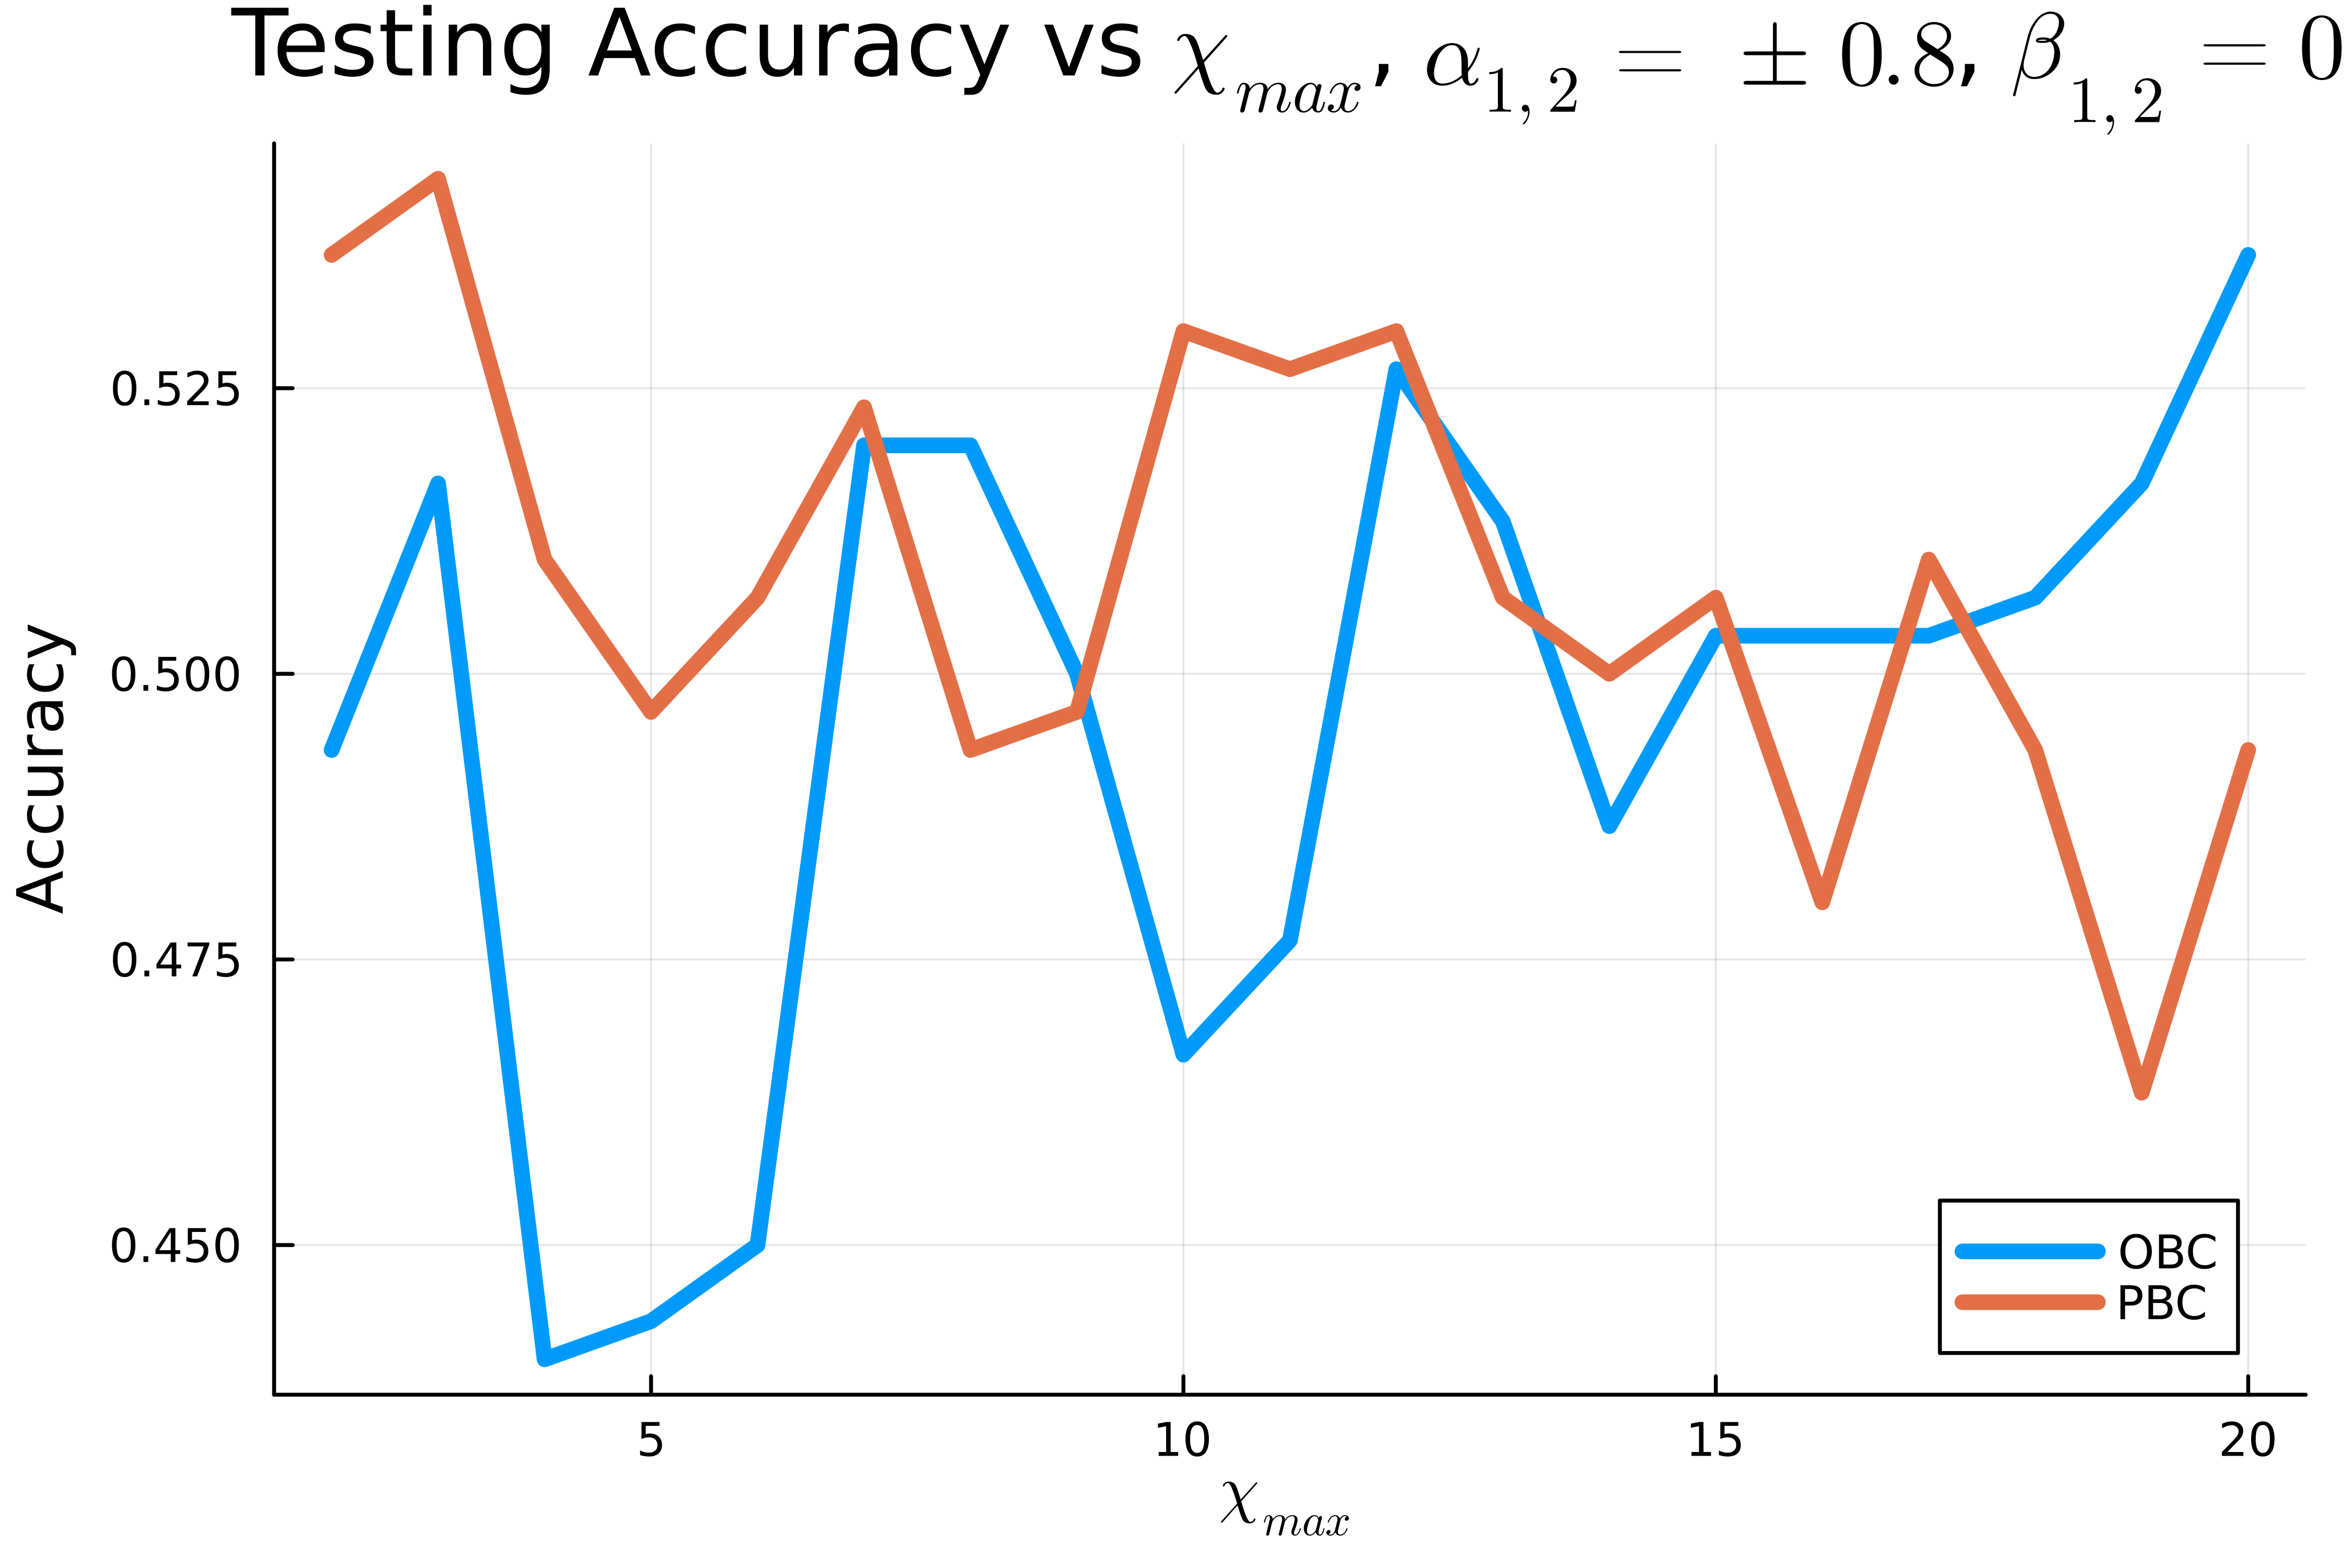 Testing Accuracy vs χ_max, α_1,2 = ± 0.8, β_1,2 = 0
Accuracy
0.525
0.500
0.475
0.450
OBC
PBC
5 10 15 20
χ_max